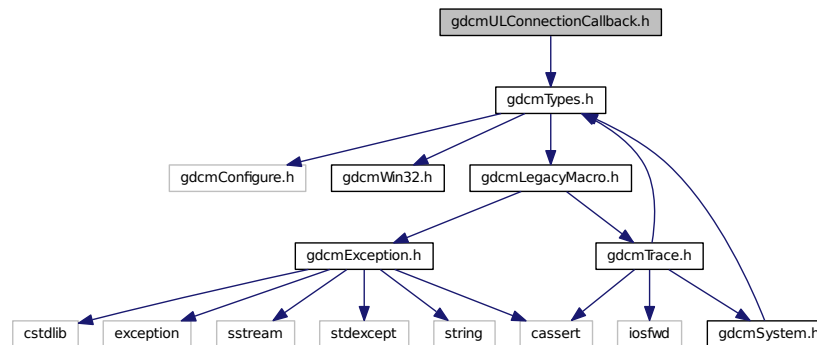 gdcmULConnectionCallback.h
gdcmTypes.h
gdcmConfigure.h
gdcmWin32.h
gdcmLegacyMacro.h
gdcmException.h
gdcmTrace.h
cstdlib
exception
sstream
stdexcept
string
cassert
iosfwd
gdcmSystem.h